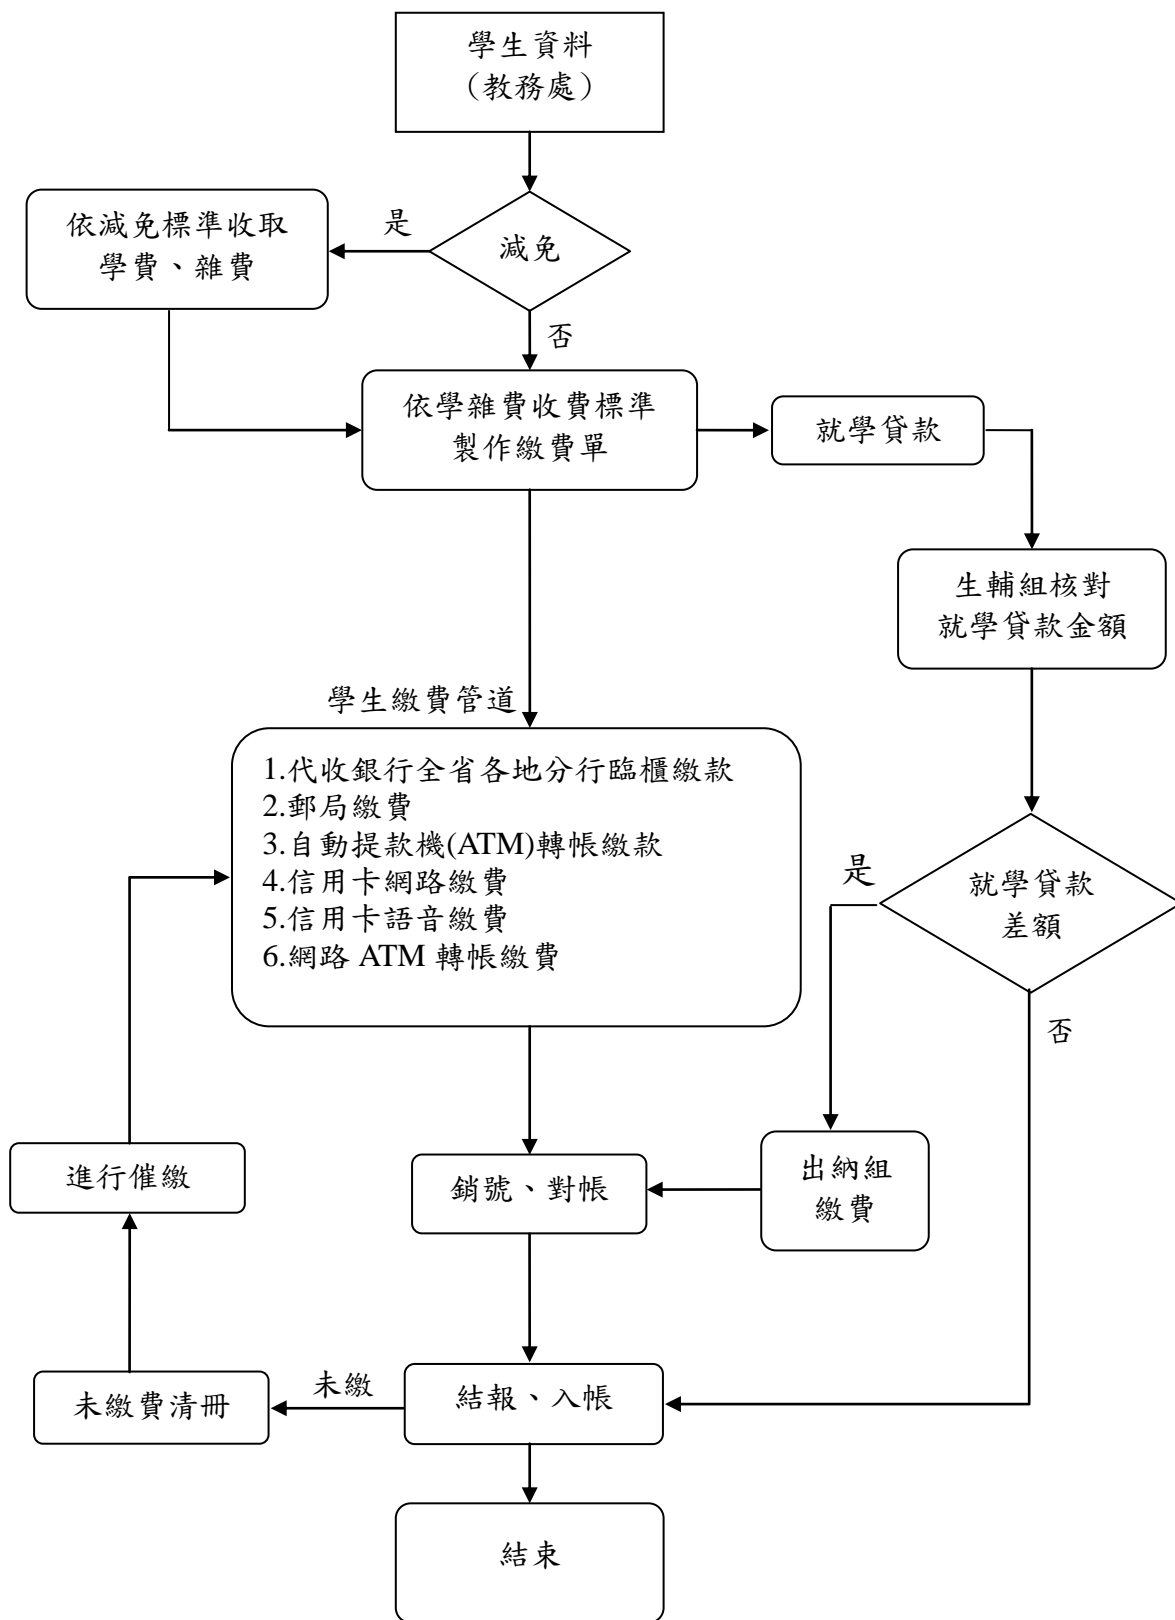 學生資料
(教務處)
是
減免
依減免標準收取
學費、雜費
否
依學雜費收費標準
製作繳費單
就學貸款
生輔組核對
就學貸款金額
學生繳費管道
1.代收銀行全省各地分行臨櫃繳款
2.郵局繳費
3.自動提款機(ATM)轉帳繳款
4.信用卡網路繳費
5.信用卡語音繳費
6.網路 ATM 轉帳繳費
是
就學貸款
差額
否
進行催繳
銷號、對帳
出納組
繳費
未繳費清冊
未繳
結報、入帳
結束